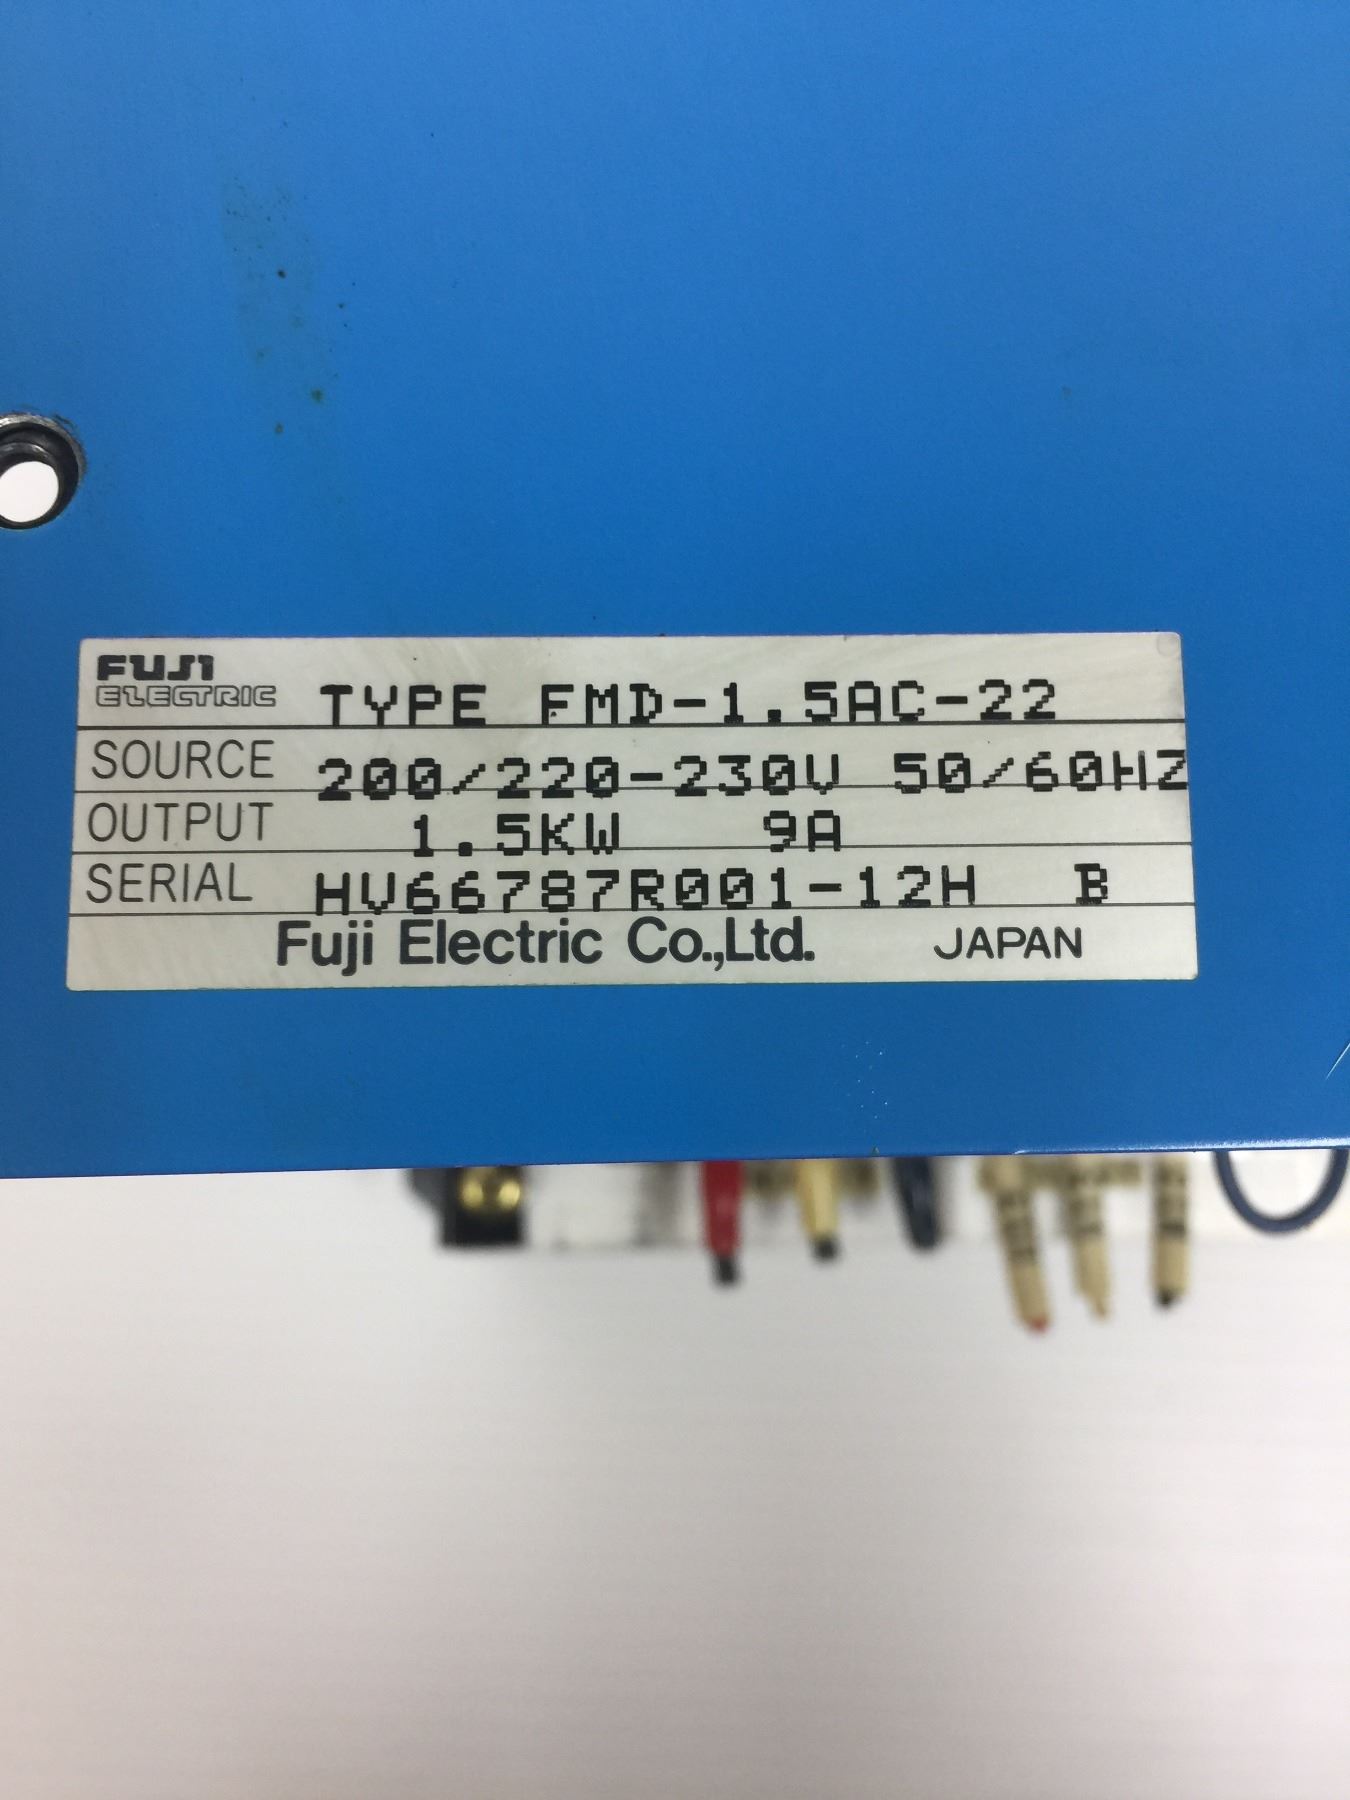 FUJI
ELECTRIC
TYPE FMD-1.5AC-22
SOURCE 200/220-230V 50/60HZ
OUTPUT 1.5KW 9A
SERIAL HV66787R001-12H B
Fuji Electric Co.,Ltd. JAPAN